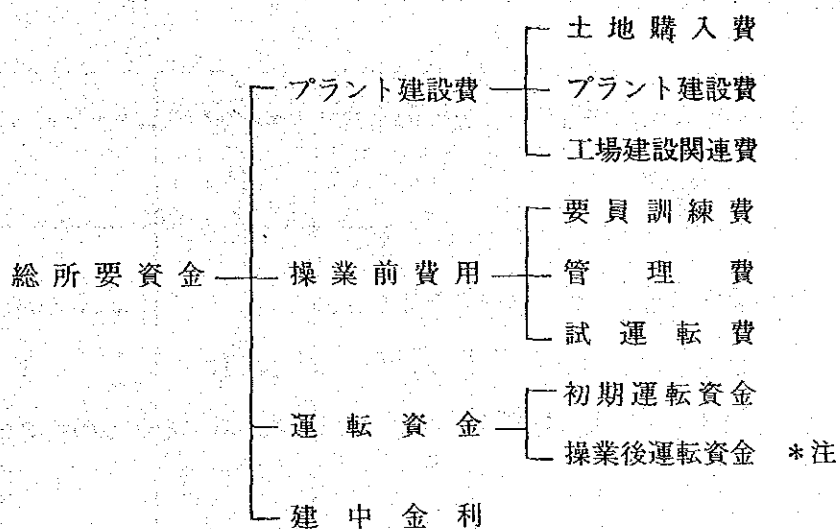 土地購入費
プラント建設費
プラント建設費
工場建設関連費
要員訓練費
総所要資金
操業前費用
管理費
試運転費
初期運転資金
運転資金
操業後運転資金 *注
建中金利